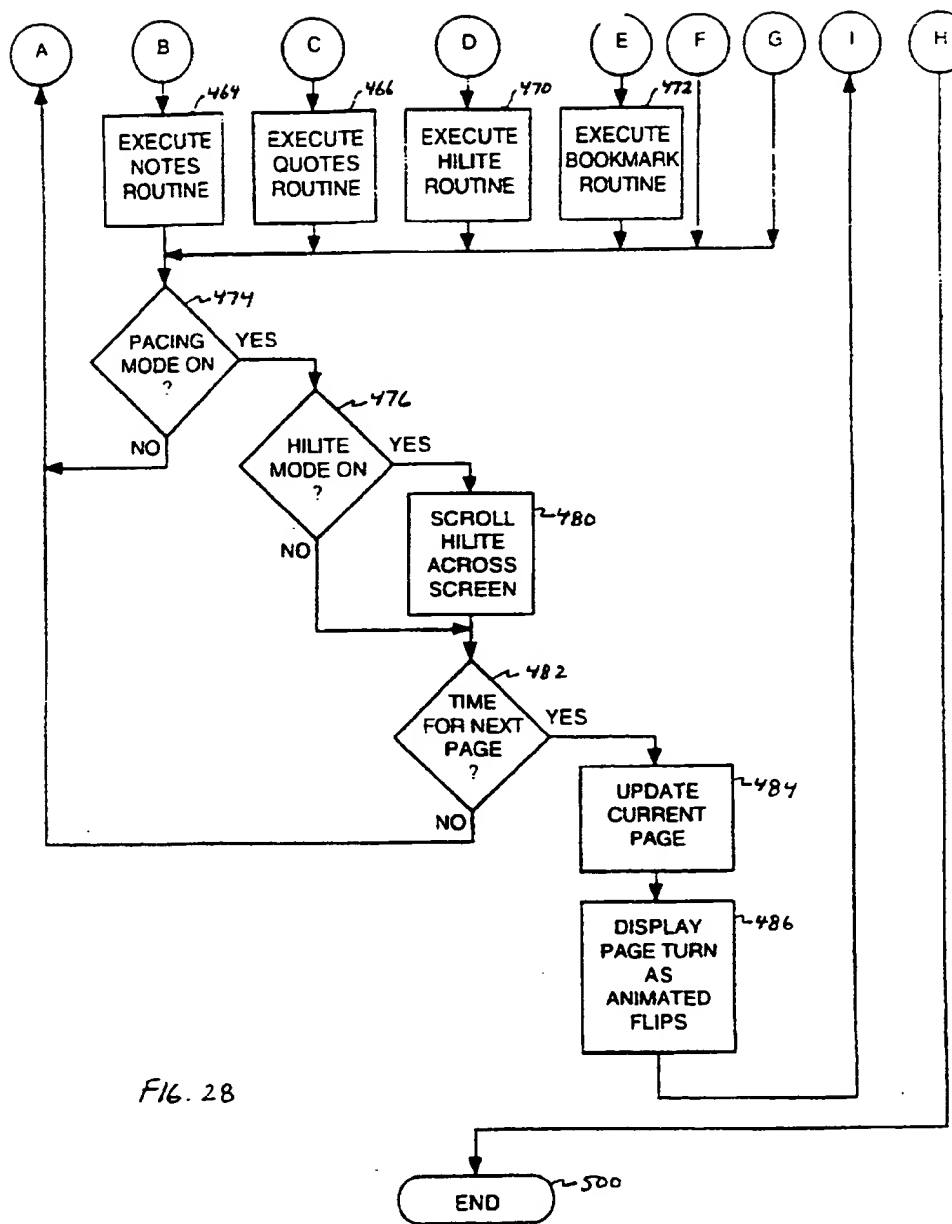 A B C D E F G I H
464 466 470 472
EXECUTE
NOTES
ROUTINE
EXECUTE
QUOTES
ROUTINE
EXECUTE
HILITE
ROUTINE
EXECUTE
BOOKMARK
ROUTINE
474
PACING
MODE ON
?
YES
NO
476
HILITE
MODE ON
?
YES
NO
480
SCROLL
HILITE
ACROSS
SCREEN
482
TIME
FOR NEXT
PAGE
?
YES
NO
484
UPDATE
CURRENT
PAGE
486
DISPLAY
PAGE TURN
AS
ANIMATED
FLIPS
FIG. 28
END
500